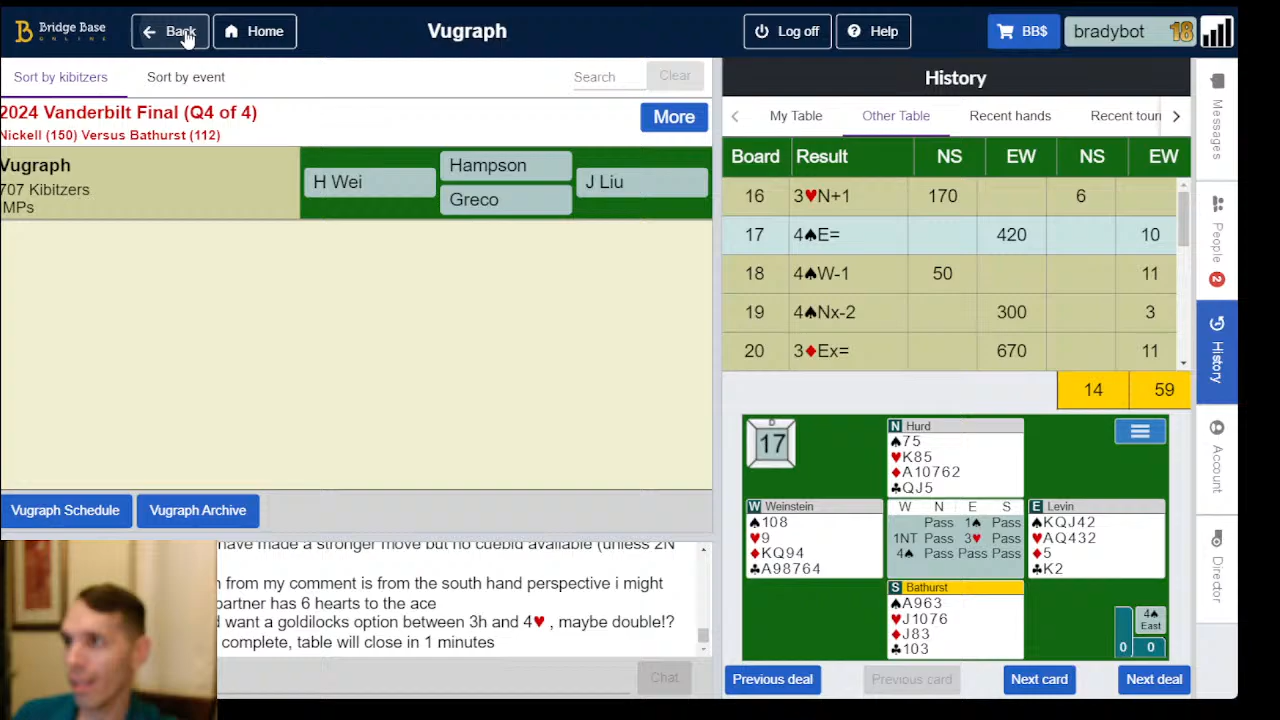 Bridge Base
ONLINE
Back
Home
Vugraph
Log off
Help
BB$
bradybot
18
Sort by kibitzers
Sort by event
Search
Clear
2024 Vanderbilt Final (Q4 of 4)
Nickell (150) Versus Bathurst (112)
More
Vugraph
707 Kibitzers
MPs
H Wei
Hampson
Greco
J Liu
Vugraph Schedule
Vugraph Archive
have made a stronger move but no cuebid available (unless 2N
from my comment is from the south hand perspective i might
partner has 6 hearts to the ace
want a goldilocks option between 3h and 4♥ , maybe double!?
complete, table will close in 1 minutes
Chat
History
My Table
Other Table
Recent hands
Recent tourn
Board Result NS EW NS EW
16 3♥N+1 170 6
17 4♠E= 420 10
18 4♠W-1 50 11
19 4♠Nx-2 300 3
20 3♦Ex= 670 11
14 59
17
N Hurd
♠75
♥K85
♦A10762
♣QJ5
W Weinstein
♠108
♥9
♦KQ94
♣A98764
W N E S
Pass 1♠ Pass
1NT Pass 3♥ Pass
4♠ Pass Pass Pass
E Levin
♠KQJ42
♥AQ432
♦5
♣K2
S Bathurst
♠A963
♥J1076
♦J83
♣103
4♠
East
0 0
Previous deal
Previous card
Next card
Next deal
Messages
People
2
History
Account
Director